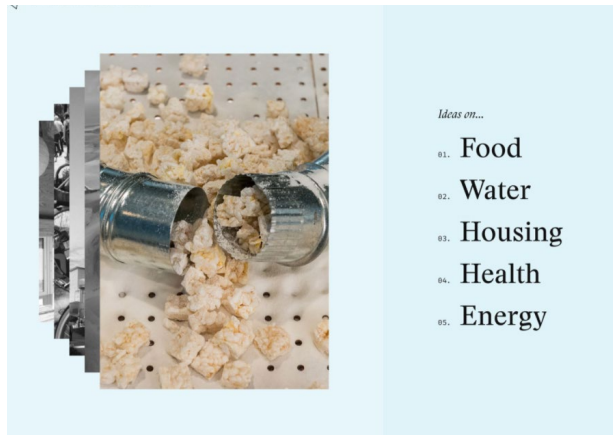 Ideas on...
01. Food
02. Water
03. Housing
04. Health
05. Energy